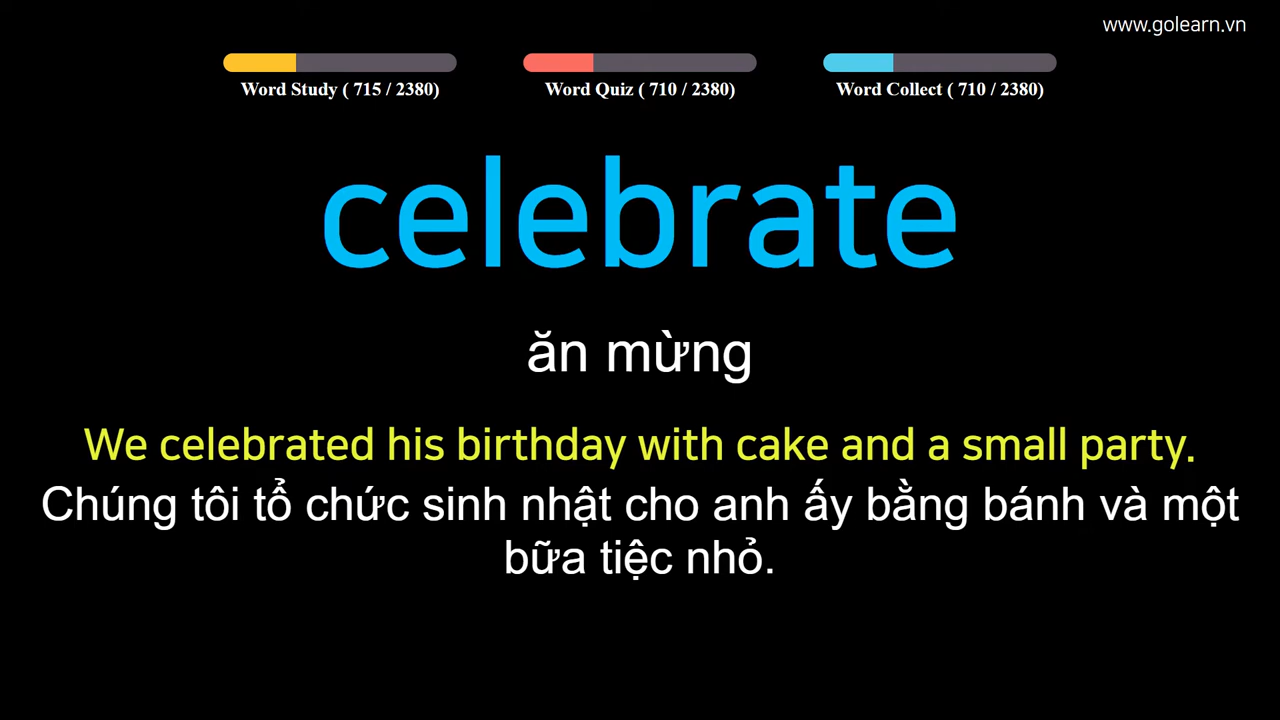 www.golearn.vn
Word Study ( 715 / 2380)
Word Quiz ( 710 / 2380)
Word Collect ( 710 / 2380)
celebrate
ăn mừng
We celebrated his birthday with cake and a small party.
Chúng tôi tổ chức sinh nhật cho anh ấy bằng bánh và một
bữa tiệc nhỏ.